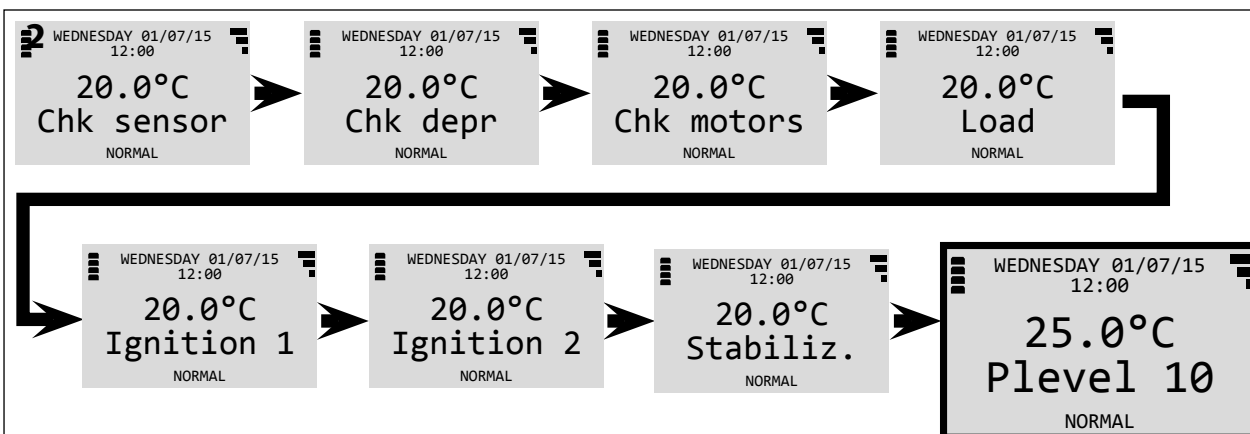 2
WEDNESDAY 01/07/15
12:00
20.0°C
Chk sensor
NORMAL
WEDNESDAY 01/07/15
12:00
20.0°C
Chk depr
NORMAL
WEDNESDAY 01/07/15
12:00
20.0°C
Chk motors
NORMAL
WEDNESDAY 01/07/15
12:00
20.0°C
Load
NORMAL
WEDNESDAY 01/07/15
12:00
20.0°C
Ignition 1
NORMAL
WEDNESDAY 01/07/15
12:00
20.0°C
Ignition 2
NORMAL
WEDNESDAY 01/07/15
12:00
20.0°C
Stabiliz.
NORMAL
WEDNESDAY 01/07/15
12:00
25.0°C
Plevel 10
NORMAL